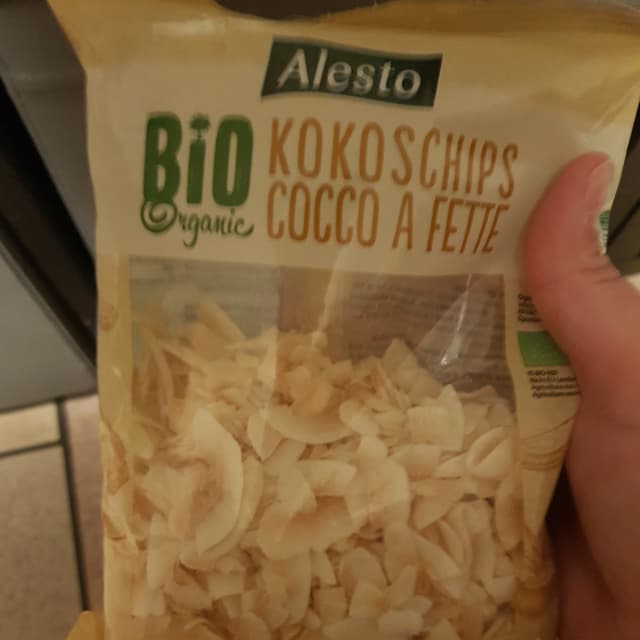 Alesto
BiO
Organic
KOKOSCHIPS
COCCO A FETTE